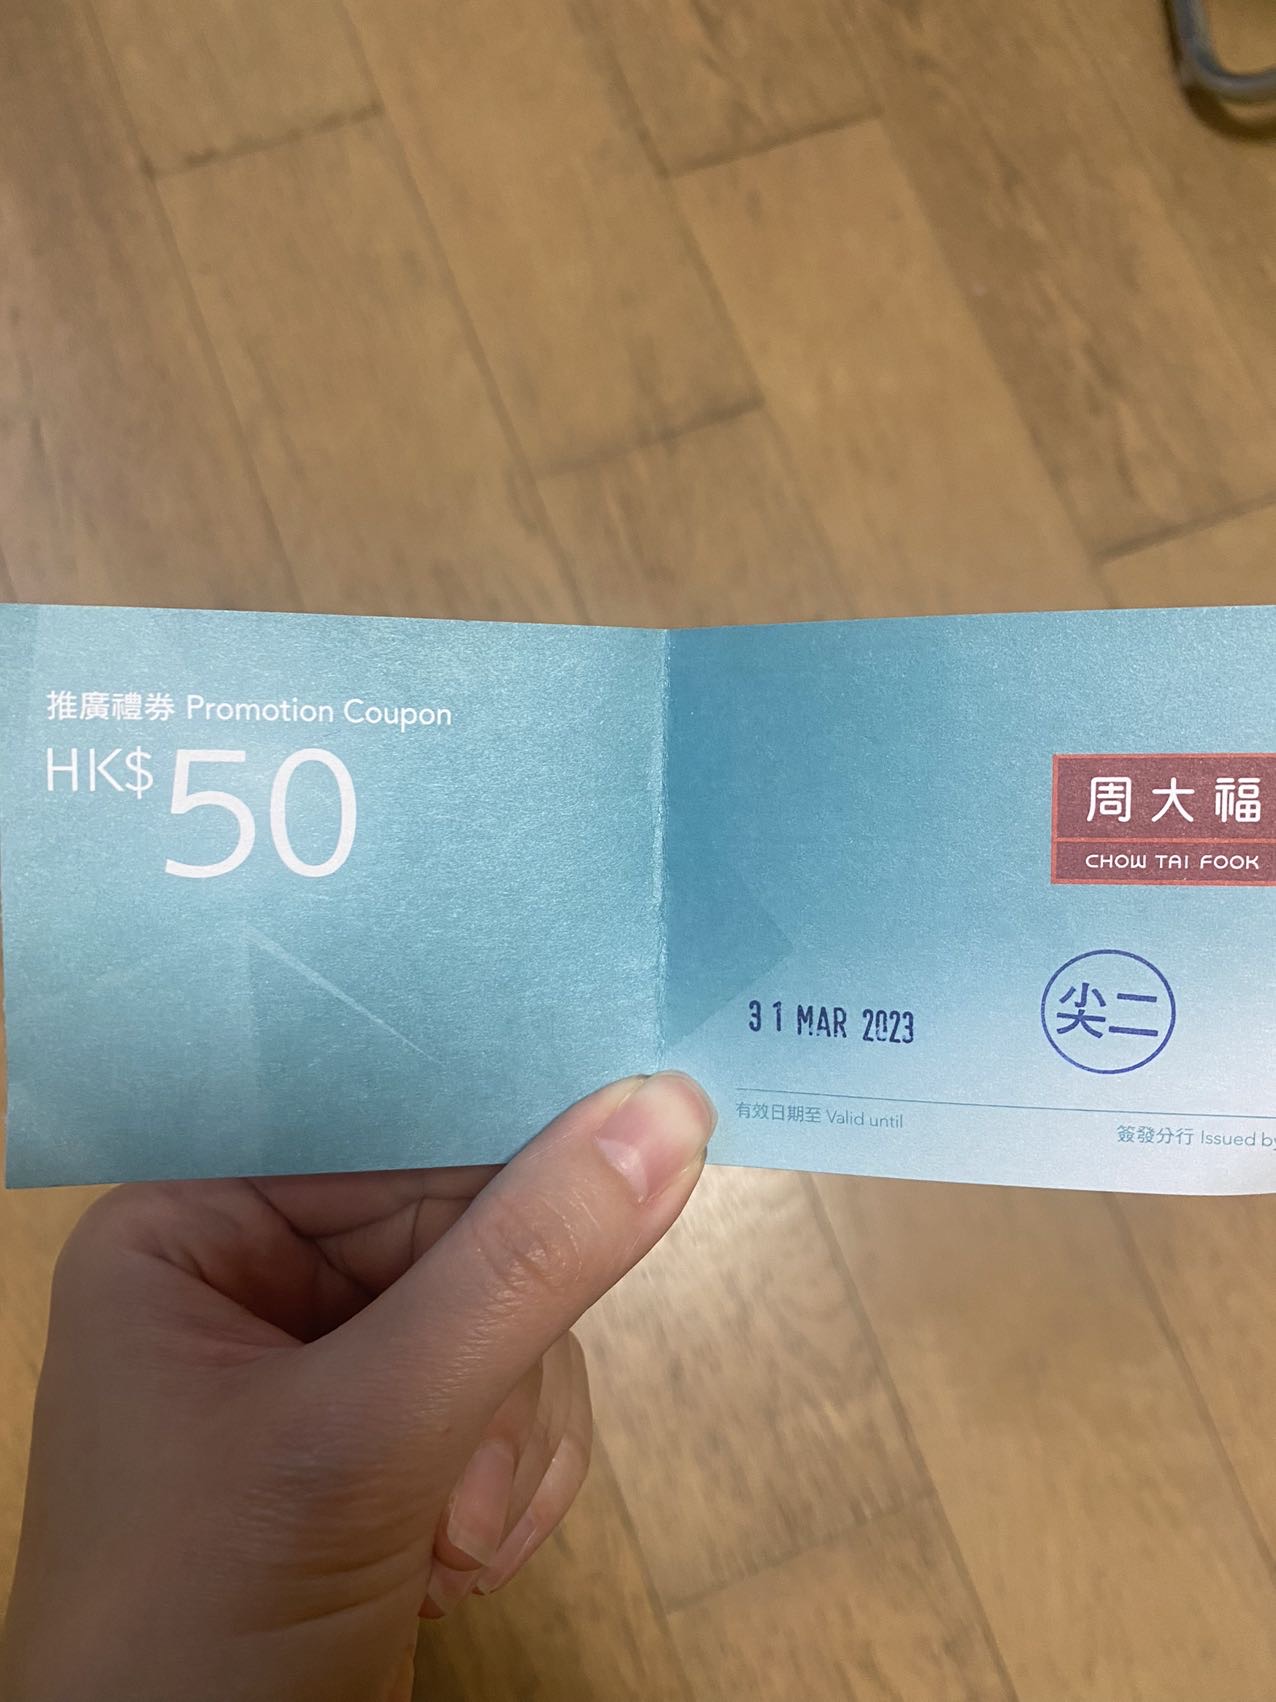 推廣禮券 Promotion Coupon
HK$50
周大福
CHOW TAI FOOK
31 MAR 2023
尖二
有效日期至 Valid until
簽發分行 Issued by